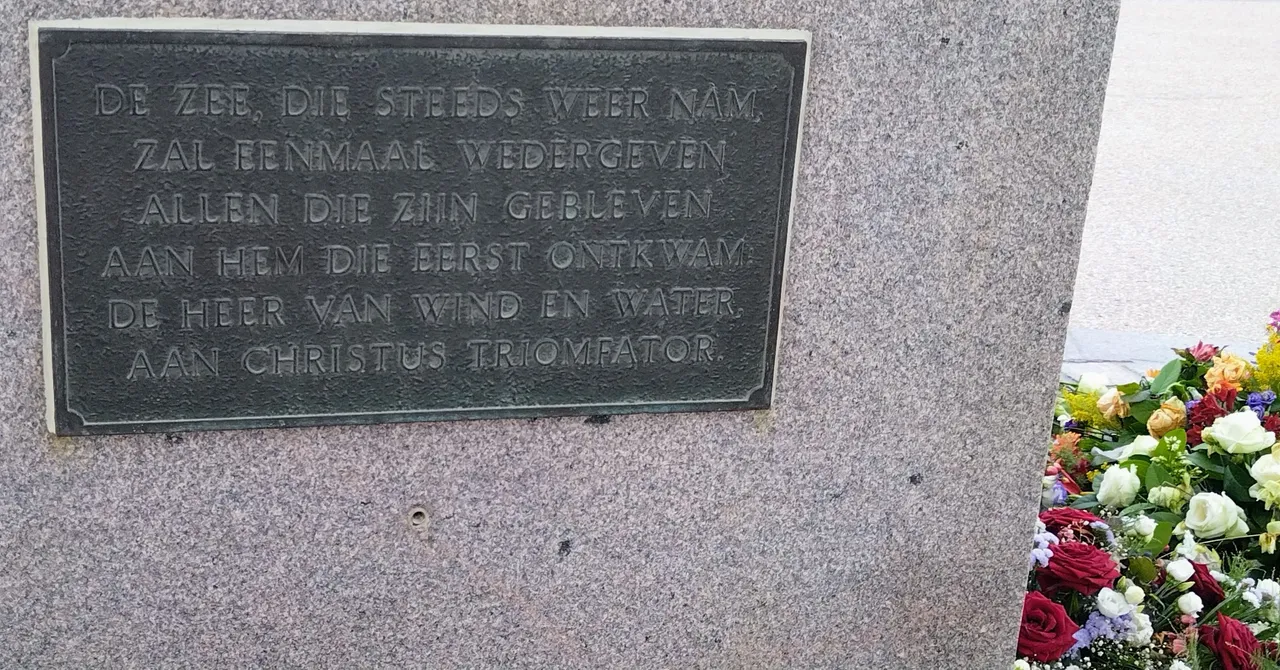 DE ZEE, DIE STEEDS WEER NAM,
ZAL EENMAAL WEDERGEVEN
ALLEN DIE ZIJN GEBLEVEN
AAN HEM DIE EERST ONTKWAM:
DE HEER VAN WIND EN WATER,
AAN CHRISTUS TRIOMFATOR.